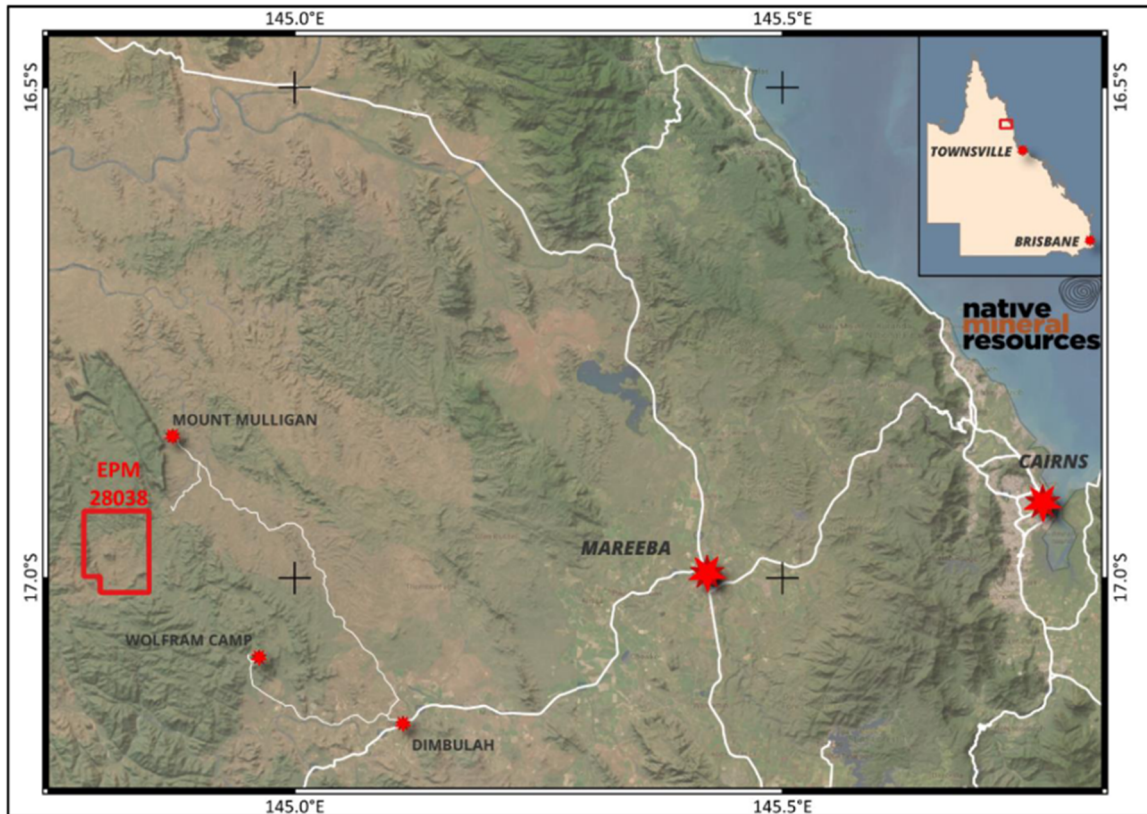 145.0°E
145.5°E
16.5°S
16.5°S
TOWNSVILLE
BRISBANE
native
mineral
resources
MOUNT MULLIGAN
EPM
28038
CAIRNS
MAREEBA
17.0°S
17.0°S
WOLFRAM CAMP
DIMBULAH
145.0°E
145.5°E